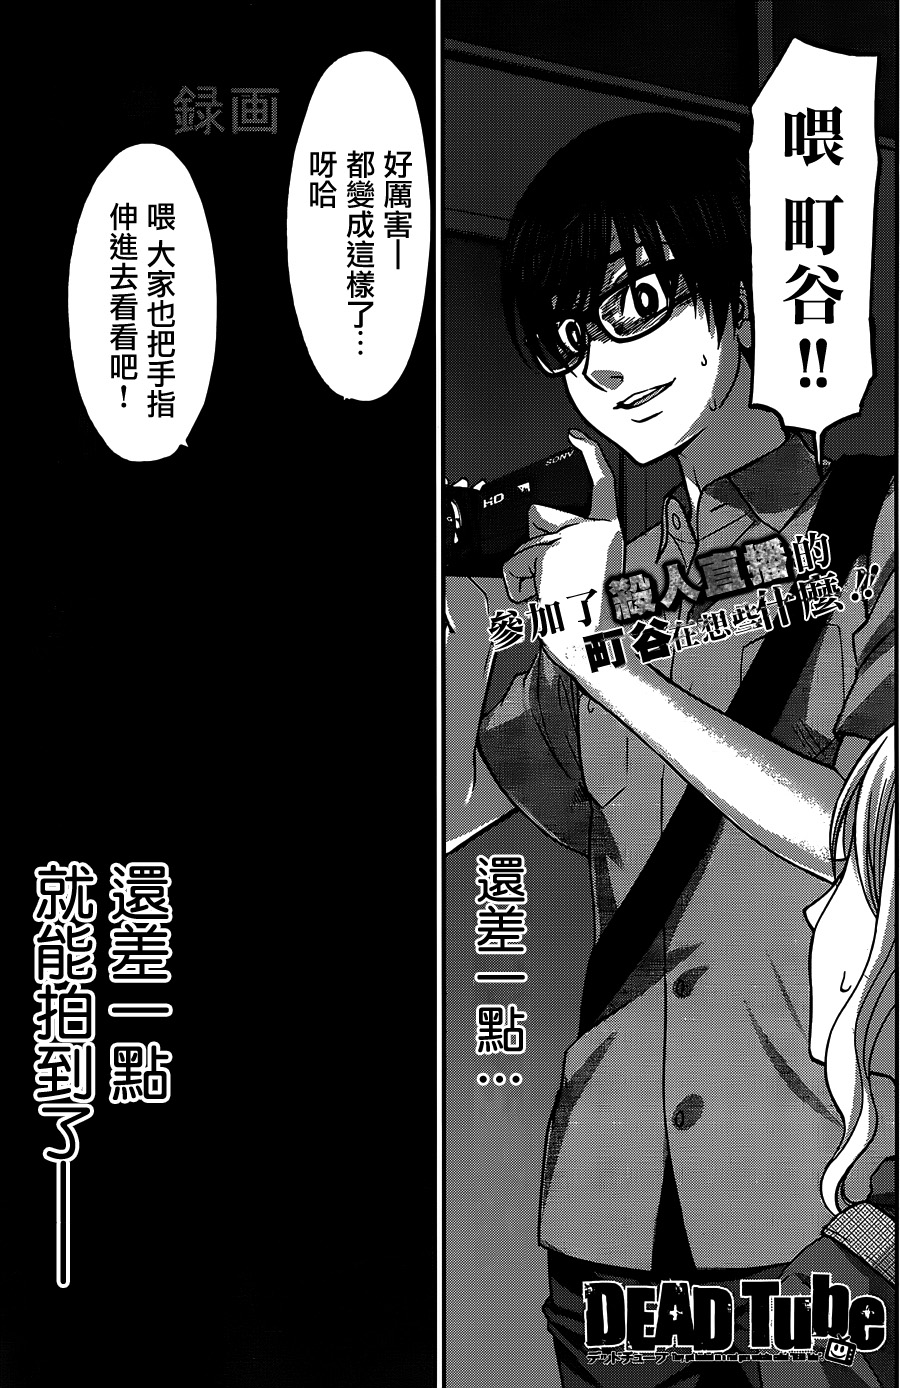 喂 町谷!!
SONY
HD
參加了殺人直播的
町谷在想些什麼!!
還差一點…
DEAD Tube
デッドチューブ
録画
好厲害—
都變成這樣了…
呀哈
喂 大家也把手指
伸進去看看吧！
還差一點
就能拍到了——